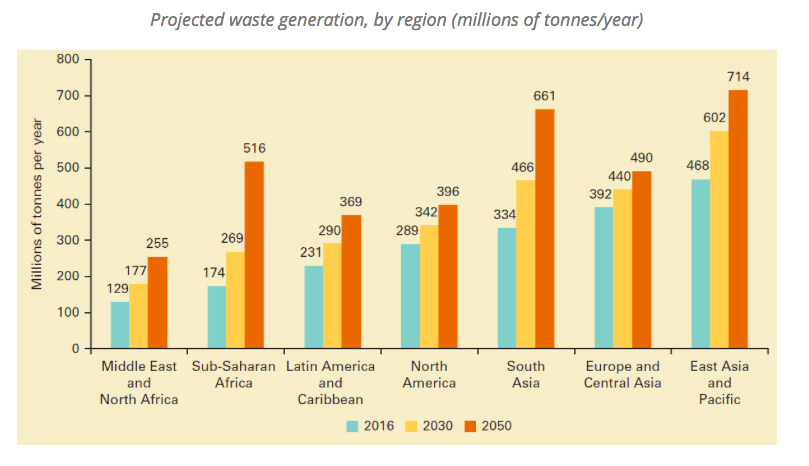 Projected waste generation, by region (millions of tonnes/year)
Millions of tonnes per year
800
700
600
500
400
300
200
100
0
129
177
255
174
269
516
231
290
369
289
342
396
334
466
661
392
440
490
468
602
714
Middle East
and
North Africa
Sub-Saharan
Africa
Latin America
and
Caribbean
North
America
South
Asia
Europe and
Central Asia
East Asia
and
Pacific
2016
2030
2050